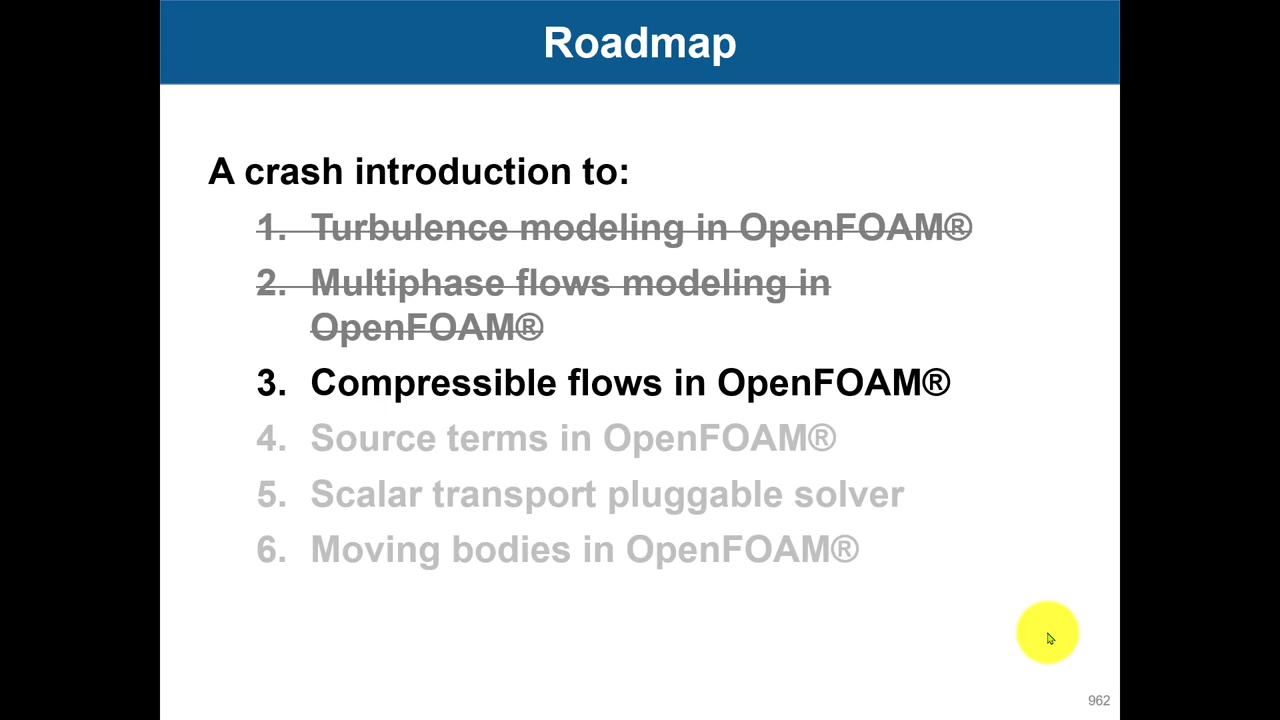 Roadmap
A crash introduction to:
1. Turbulence modeling in OpenFOAM®
2. Multiphase flows modeling in
OpenFOAM®
3. Compressible flows in OpenFOAM®
4. Source terms in OpenFOAM®
5. Scalar transport pluggable solver
6. Moving bodies in OpenFOAM®
962